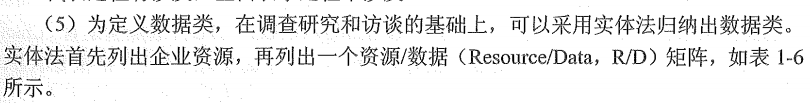 （5）为定义数据类，在调查研究和访谈的基础上，可以采用实体法归纳出数据类。
实体法首先列出企业资源，再列出一个资源/数据（Resource/Data，R/D）矩阵，如表 1-6
所示。